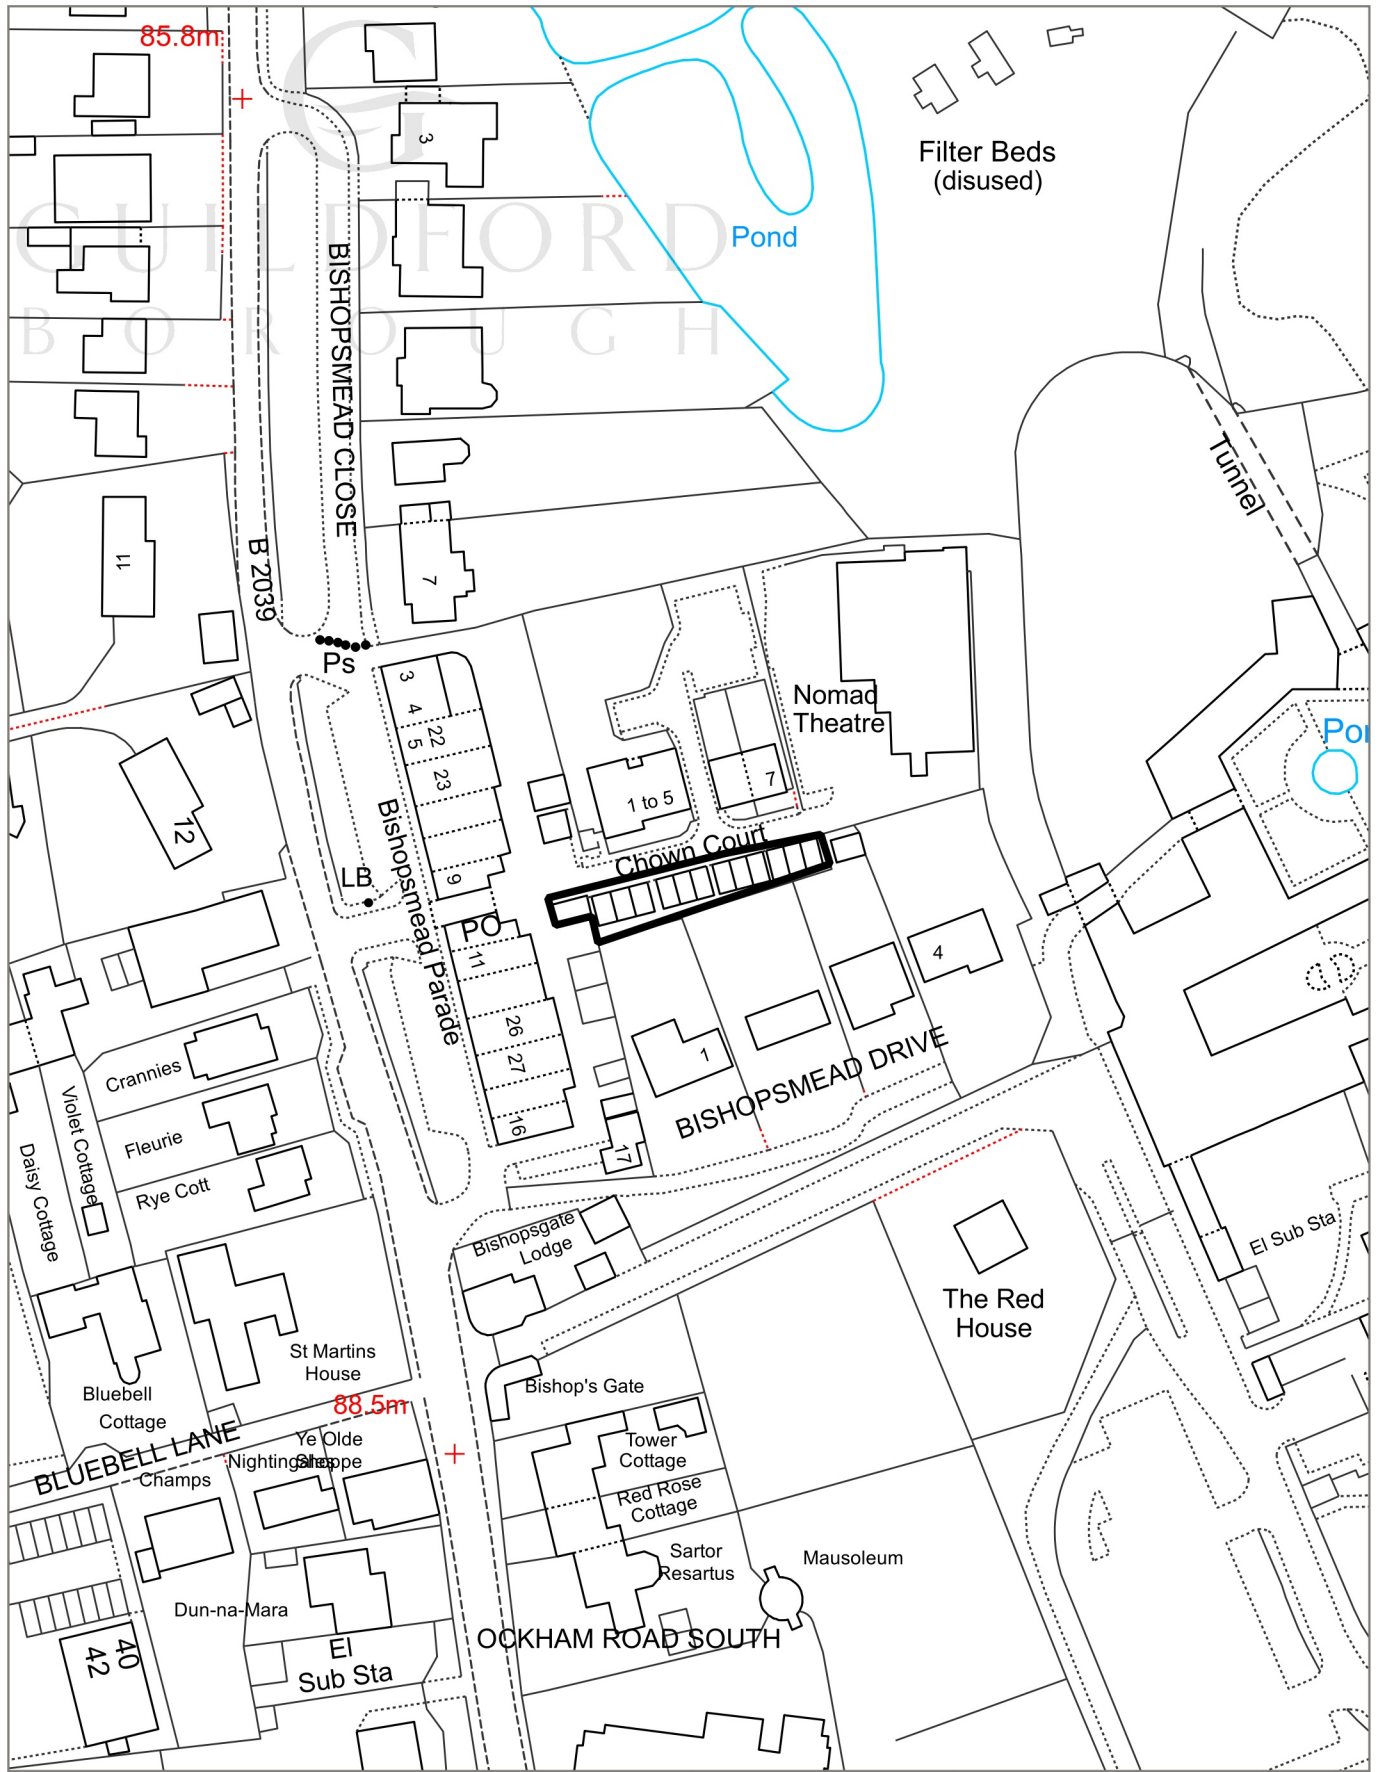 85.8m
3
Filter Beds
(disused)
GUILDFORD
BOROUGH
Pond
BISHOPSMEAD CLOSE
Tunnel
11
B 2039
7
Ps
3
4
5
22
23
9
Nomad
Theatre
Pon
1 to 5
7
12
Chown Court
LB
Bishopsmead Parade
PO
11
26
27
16
17
4
1
BISHOPSMEAD DRIVE
Crannies
Violet Cottage
Fleurie
Daisy Cottage
Rye Cott
Bishopsgate
Lodge
El Sub Sta
The Red
House
St Martins
House
Bluebell
Cottage
88.5m
Bishop's Gate
BLUEBELL LANE
Ye Olde
Shoppe
Nightingales
Champs
Tower
Cottage
Red Rose
Cottage
Sartor
Resartus
Mausoleum
Dun-na-Mara
OCKHAM ROAD SOUTH
El
Sub Sta
40
42